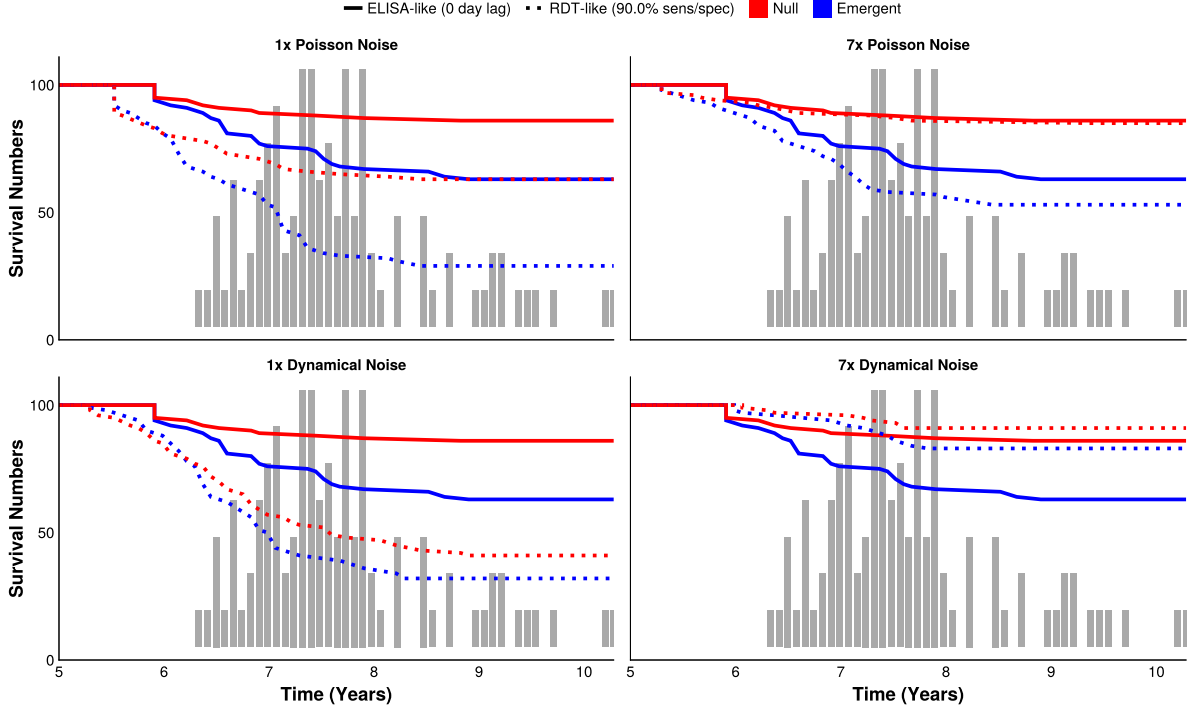 ELISA-like (0 day lag) RDT-like (90.0% sens/spec) Null Emergent
1x Poisson Noise 7x Poisson Noise
100
50
0
Survival Numbers
1x Dynamical Noise 7x Dynamical Noise
100
50
0
Survival Numbers
5 6 7 8 9 10 6 7 8 9 10
Time (Years) Time (Years)